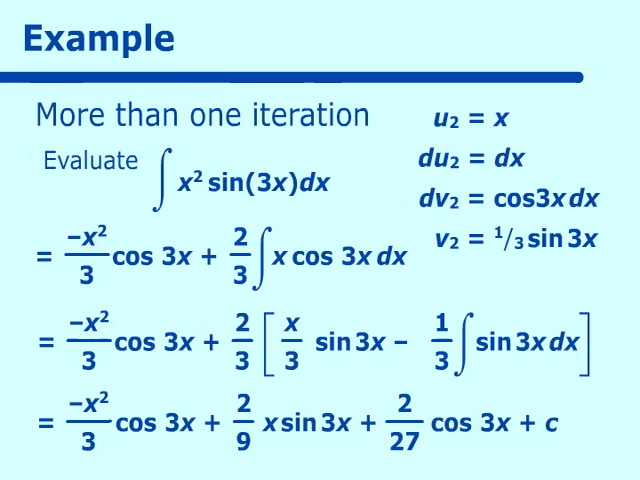 Example
More than one iteration
Evaluate ∫ x² sin(3x)dx
= –x²/3 cos 3x + 2/3 ∫ x cos 3x dx
= –x²/3 cos 3x + 2/3 [ x/3 sin 3x – 1/3 ∫ sin 3x dx ]
= –x²/3 cos 3x + 2/9 x sin 3x + 2/27 cos 3x + c
u₂ = x
du₂ = dx
dv₂ = cos3x dx
v₂ = ¹/₃ sin 3x